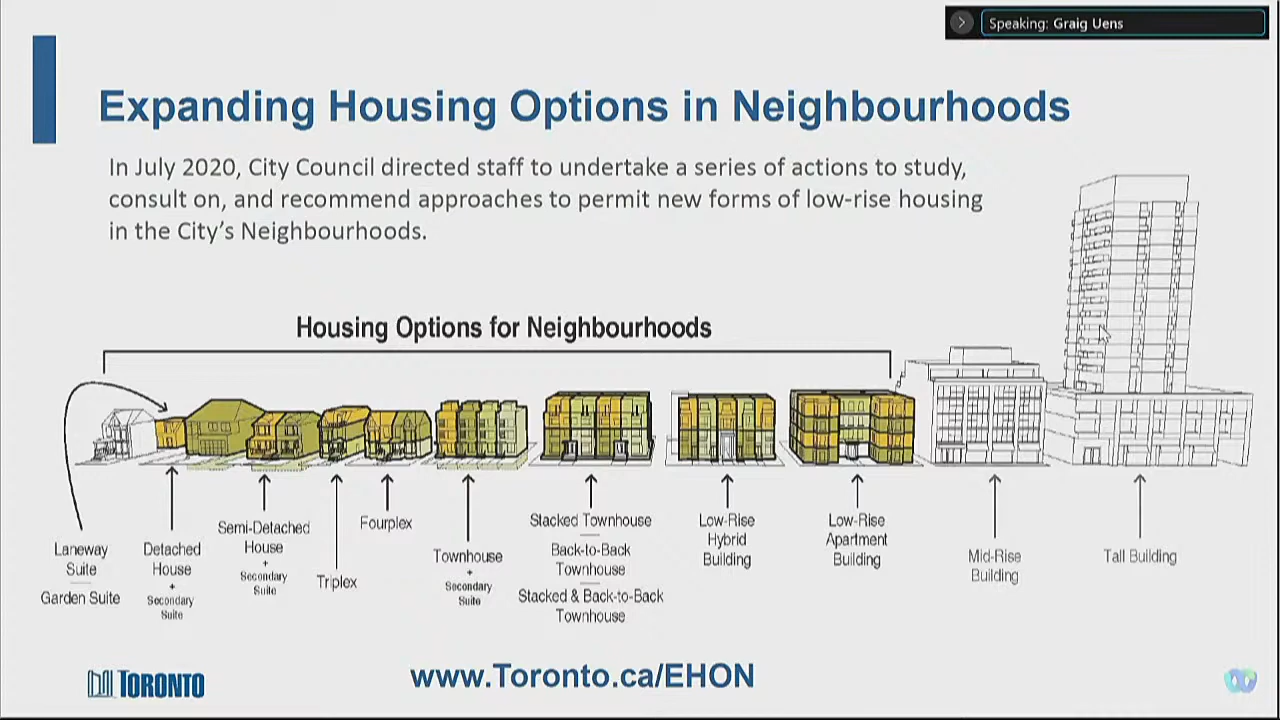 Speaking: Graig Uens
Expanding Housing Options in Neighbourhoods
In July 2020, City Council directed staff to undertake a series of actions to study,
consult on, and recommend approaches to permit new forms of low-rise housing
in the City's Neighbourhoods.
Housing Options for Neighbourhoods
Laneway
Suite
Garden Suite
Detached
House
+
Secondary
Suite
Semi-Detached
House
+
Secondary
Suite
Triplex
Fourplex
Townhouse
+
Secondary
Suite
Stacked Townhouse
Back-to-Back
Townhouse
Stacked & Back-to-Back
Townhouse
Low-Rise
Hybrid
Building
Low-Rise
Apartment
Building
Mid-Rise
Building
Tall Building
TORONTO
www.Toronto.ca/EHON